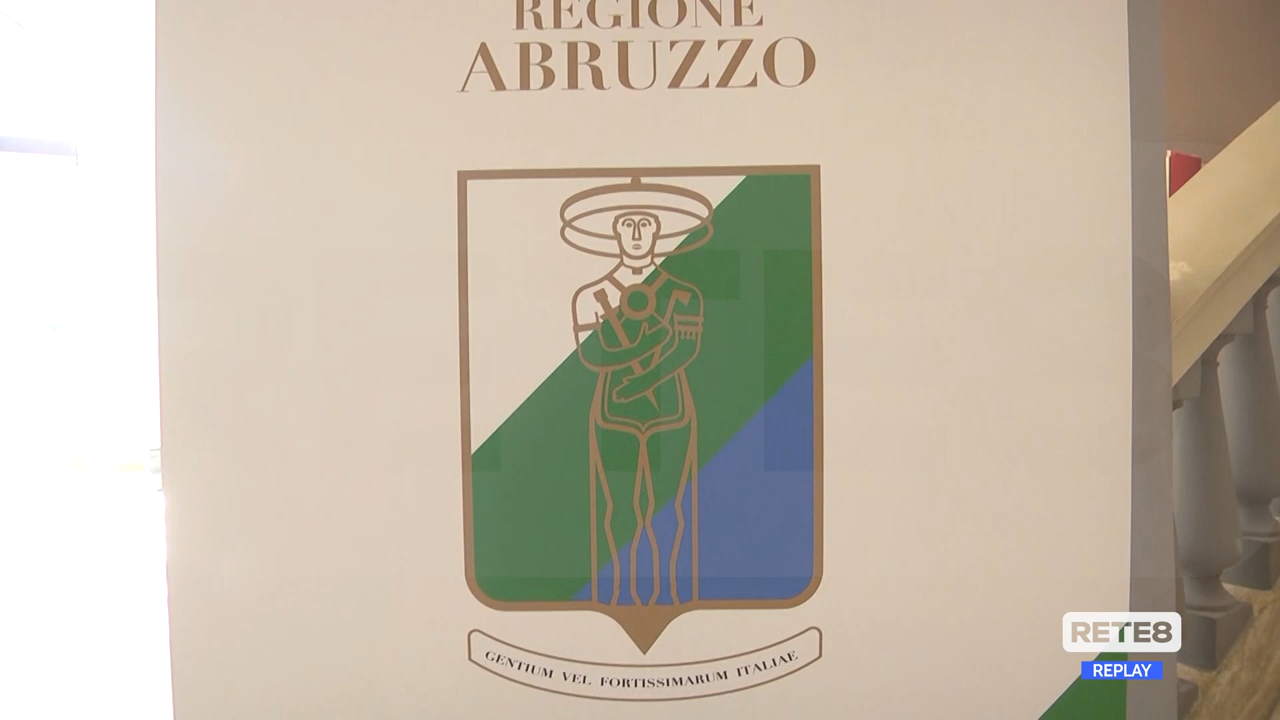 REGIONE
ABRUZZO
GENTIUM VEL FORTISSIMARUM ITALIAE
RETE8
REPLAY